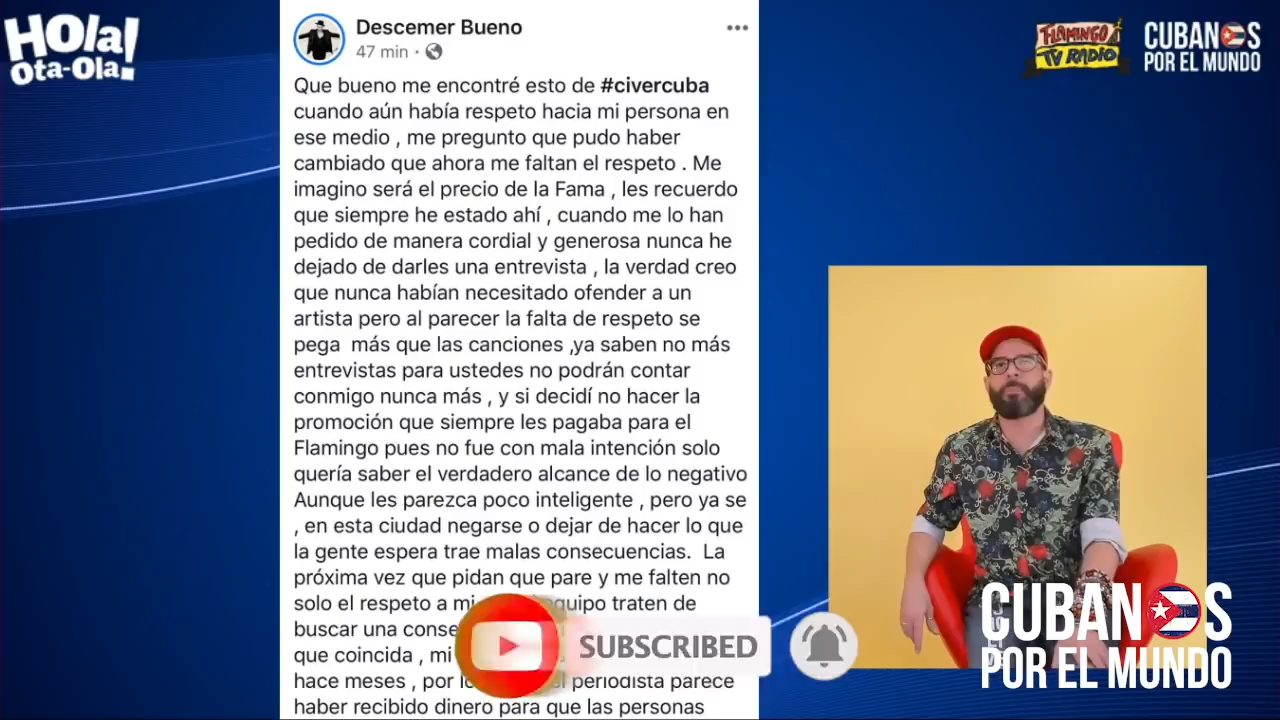 HOla!
Ota-Ola!
Descemer Bueno
47 min ·
Que bueno me encontré esto de #civercuba
cuando aún había respeto hacia mi persona en
ese medio , me pregunto que pudo haber
cambiado que ahora me faltan el respeto . Me
imagino será el precio de la Fama , les recuerdo
que siempre he estado ahí , cuando me lo han
pedido de manera cordial y generosa nunca he
dejado de darles una entrevista , la verdad creo
que nunca habían necesitado ofender a un
artista pero al parecer la falta de respeto se
pega más que las canciones ,ya saben no más
entrevistas para ustedes no podrán contar
conmigo nunca más , y si decidí no hacer la
promoción que siempre les pagaba para el
Flamingo pues no fue con mala intención solo
quería saber el verdadero alcance de lo negativo
Aunque les parezca poco inteligente , pero ya se
, en esta ciudad negarse o dejar de hacer lo que
la gente espera trae malas consecuencias. La
próxima vez que pidan que pare y me falten no
solo el respeto a mi equipo traten de
buscar una
que coincida , mi
hace meses , por el periodista parece
haber recibido dinero para que las personas
SUBSCRIBED
FLAMINGO
TV RADIO
CUBANOS
POR EL MUNDO
CUBANOS
POR EL MUNDO